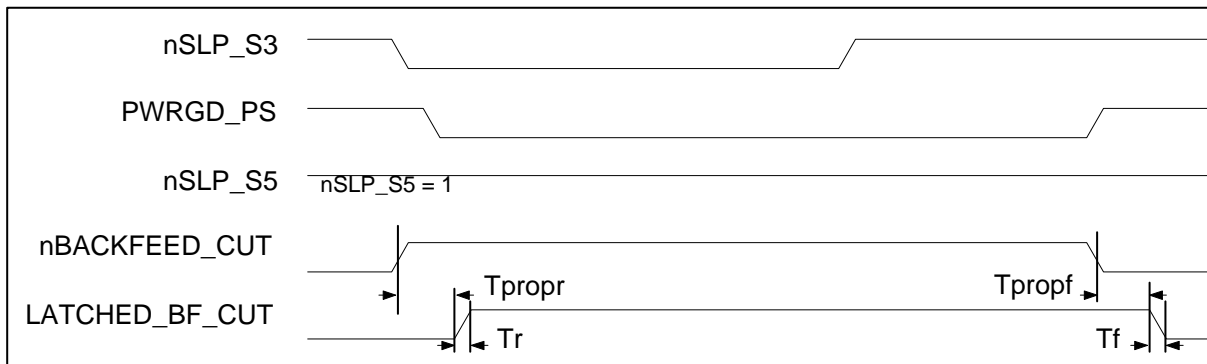 nSLP_S3
PWRGD_PS
nSLP_S5 nSLP_S5 = 1
nBACKFEED_CUT
Tpropr Tpropf
LATCHED_BF_CUT
Tr Tf